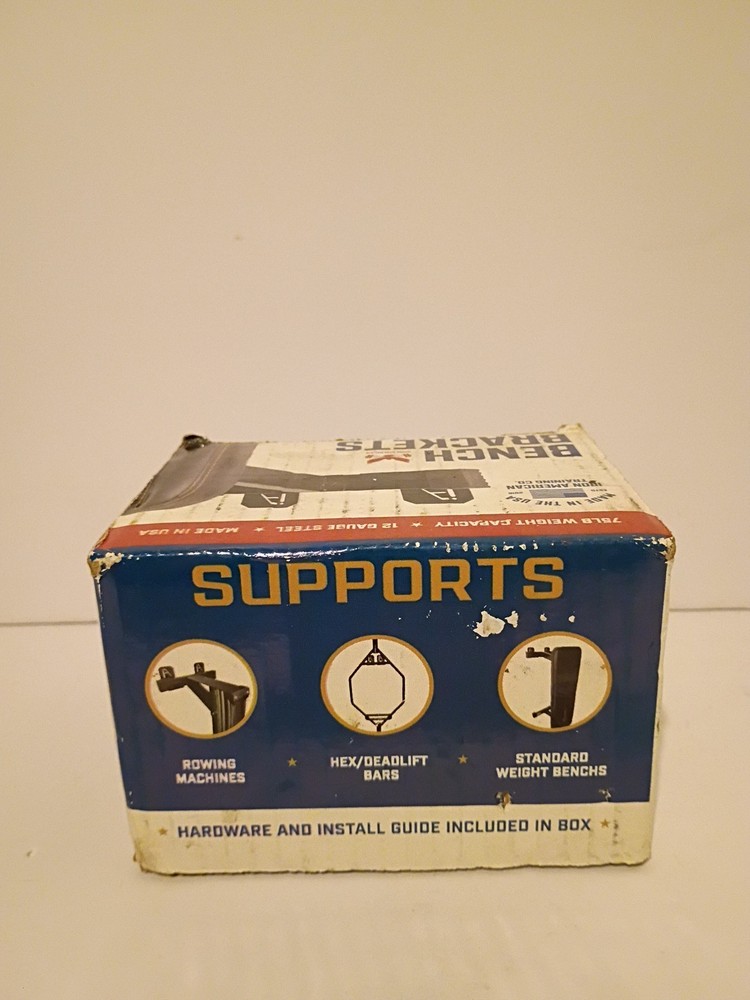 BENCH
BRACKETS
MADE IN THE USA
IRON AMERICAN
TRAINING CO.
75LB WEIGHT CAPACITY ★ 12 GAUGE STEEL ★ MADE IN USA
SUPPORTS
ROWING
MACHINES
★
HEX/DEADLIFT
BARS
★
STANDARD
WEIGHT BENCHS
★ HARDWARE AND INSTALL GUIDE INCLUDED IN BOX ★